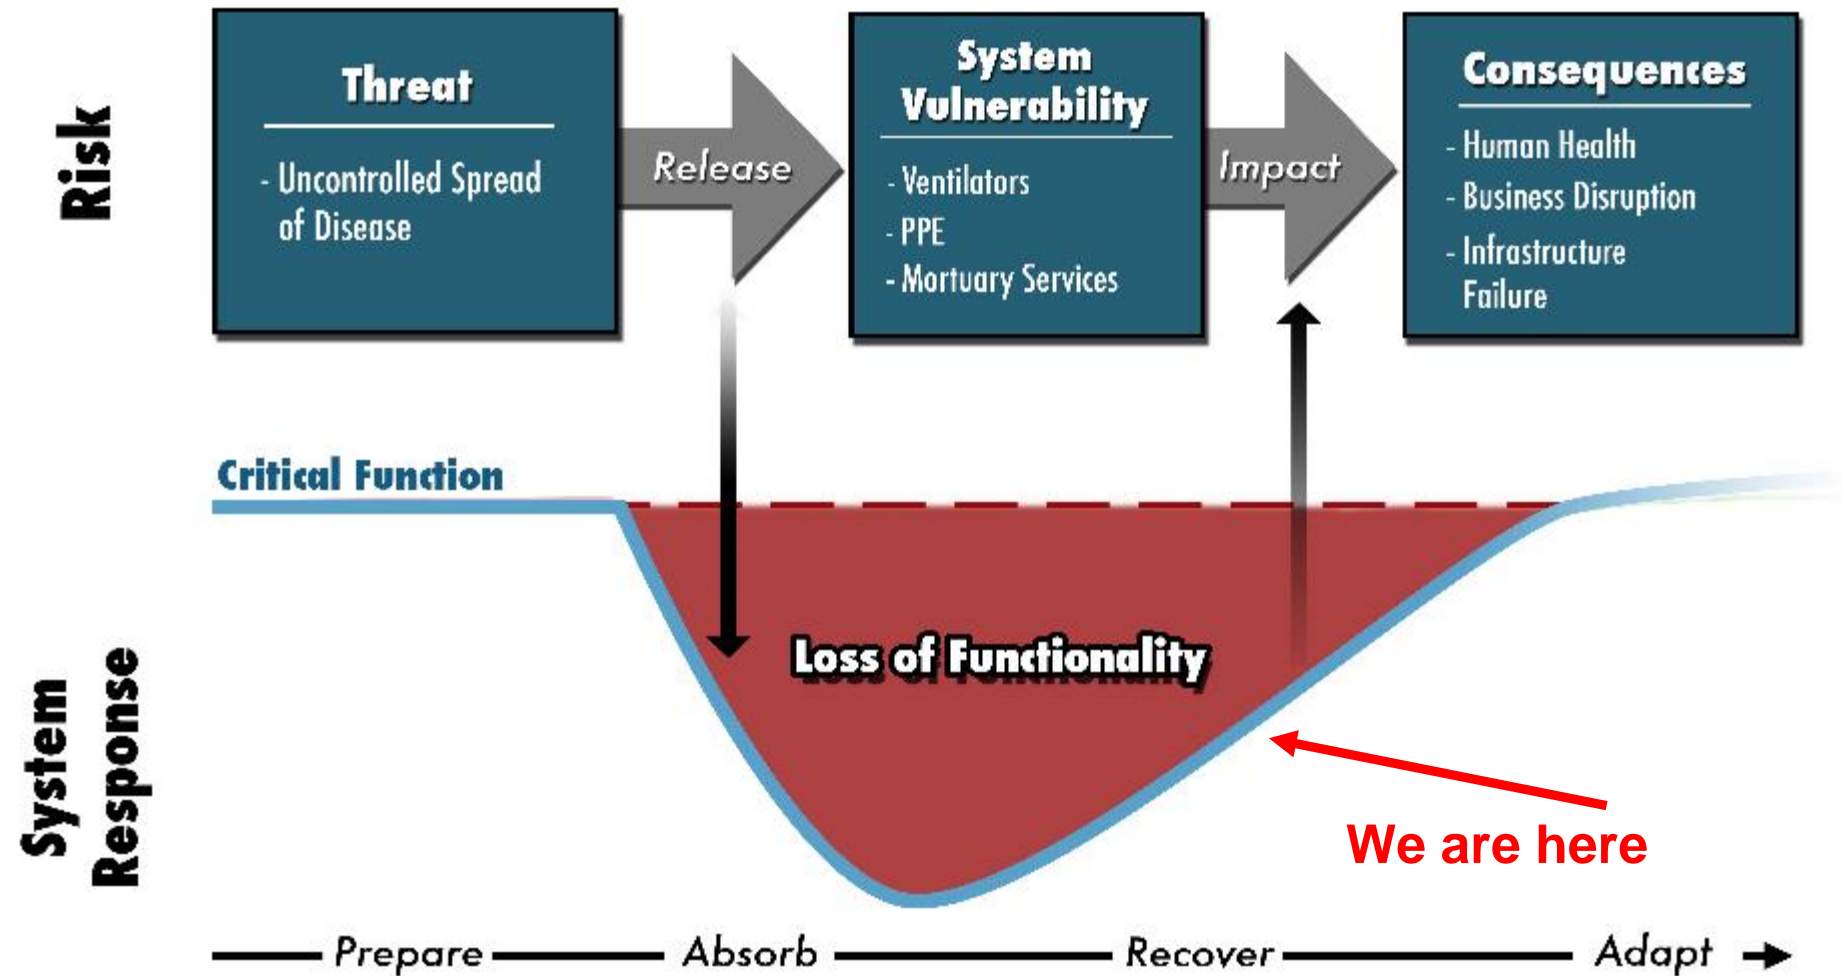 Risk
Threat
- Uncontrolled Spread
of Disease
Release
System
Vulnerability
- Ventilators
- PPE
- Mortuary Services
Impact
Consequences
- Human Health
- Business Disruption
- Infrastructure
Failure
Critical Function
System
Response
Loss of Functionality
We are here
Prepare
Absorb
Recover
Adapt